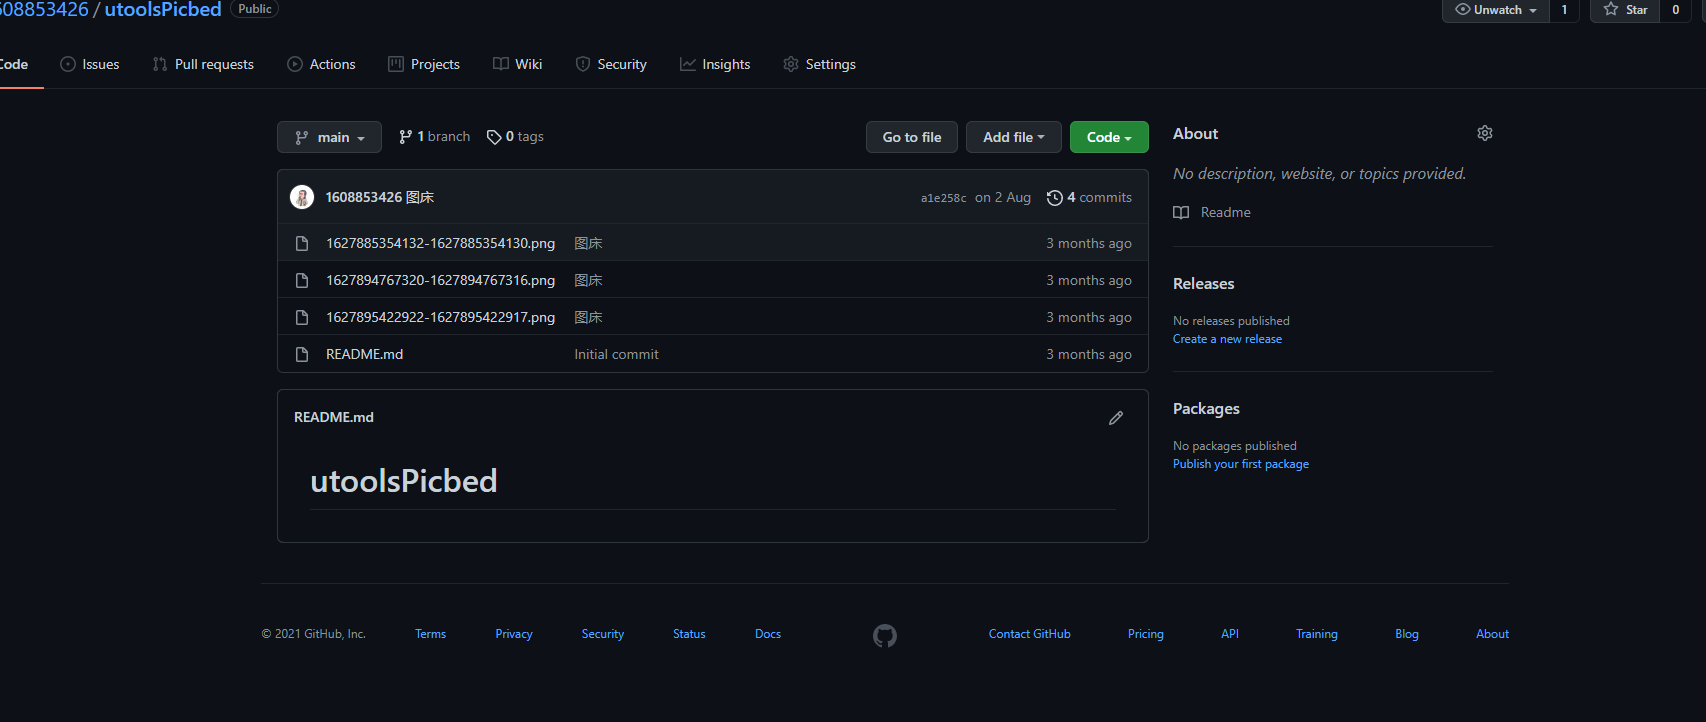 608853426 / utoolsPicbed Public
Unwatch 1 Star 0
Code Issues Pull requests Actions Projects Wiki Security Insights Settings
main 1 branch 0 tags Go to file Add file Code
1608853426 图床 a1e258c on 2 Aug 4 commits
1627885354132-1627885354130.png 图床 3 months ago
1627894767320-1627894767316.png 图床 3 months ago
1627895422922-1627895422917.png 图床 3 months ago
README.md Initial commit 3 months ago
README.md
utoolsPicbed
About
No description, website, or topics provided.
Readme
Releases
No releases published
Create a new release
Packages
No packages published
Publish your first package
© 2021 GitHub, Inc. Terms Privacy Security Status Docs Contact GitHub Pricing API Training Blog About